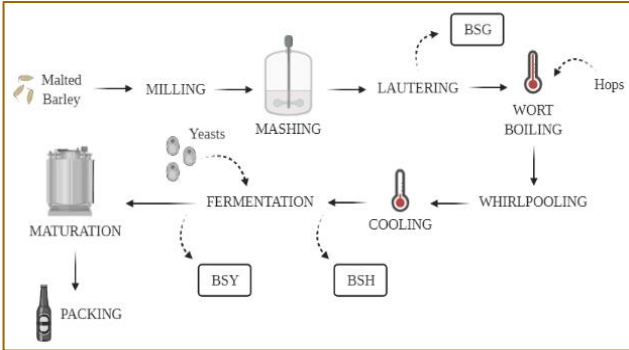 BSG
Malted
Barley
MILLING
MASHING
LAUTERING
WORT
BOILING
Hops
Yeasts
MATURATION
FERMENTATION
COOLING
WHIRLPOOLING
BSY
BSH
PACKING